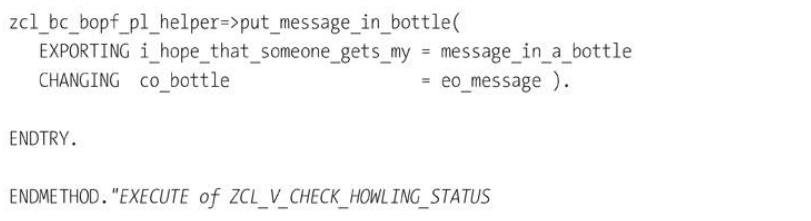 zcl_bc_bopf_pl_helper=>put_message_in_bottle(
EXPORTING i_hope_that_someone_gets_my = message_in_a_bottle
CHANGING co_bottle = eo_message ).
ENDTRY.
ENDMETHOD."EXECUTE of ZCL_V_CHECK_HOWLING_STATUS